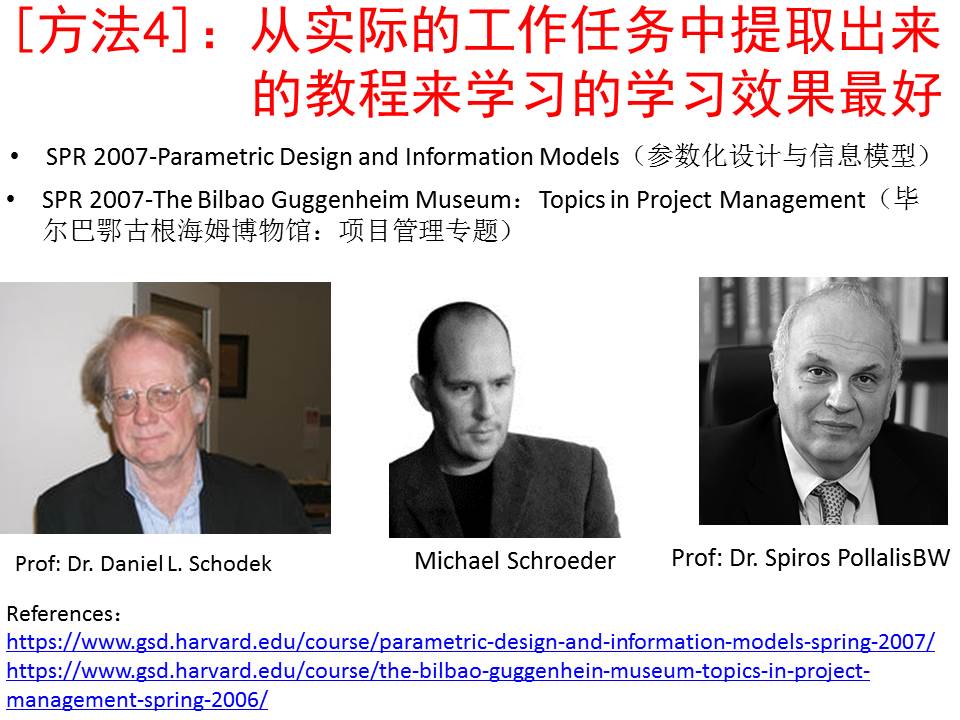 [方法4]：从实际的工作任务中提取出来
的教程来学习的学习效果最好
• SPR 2007-Parametric Design and Information Models（参数化设计与信息模型）
• SPR 2007-The Bilbao Guggenheim Museum：Topics in Project Management（毕
尔巴鄂古根海姆博物馆：项目管理专题）
Prof: Dr. Daniel L. Schodek
Michael Schroeder
Prof: Dr. Spiros PollalisBW
References：
https://www.gsd.harvard.edu/course/parametric-design-and-information-models-spring-2007/
https://www.gsd.harvard.edu/course/the-bilbao-guggenhein-museum-topics-in-project-
management-spring-2006/